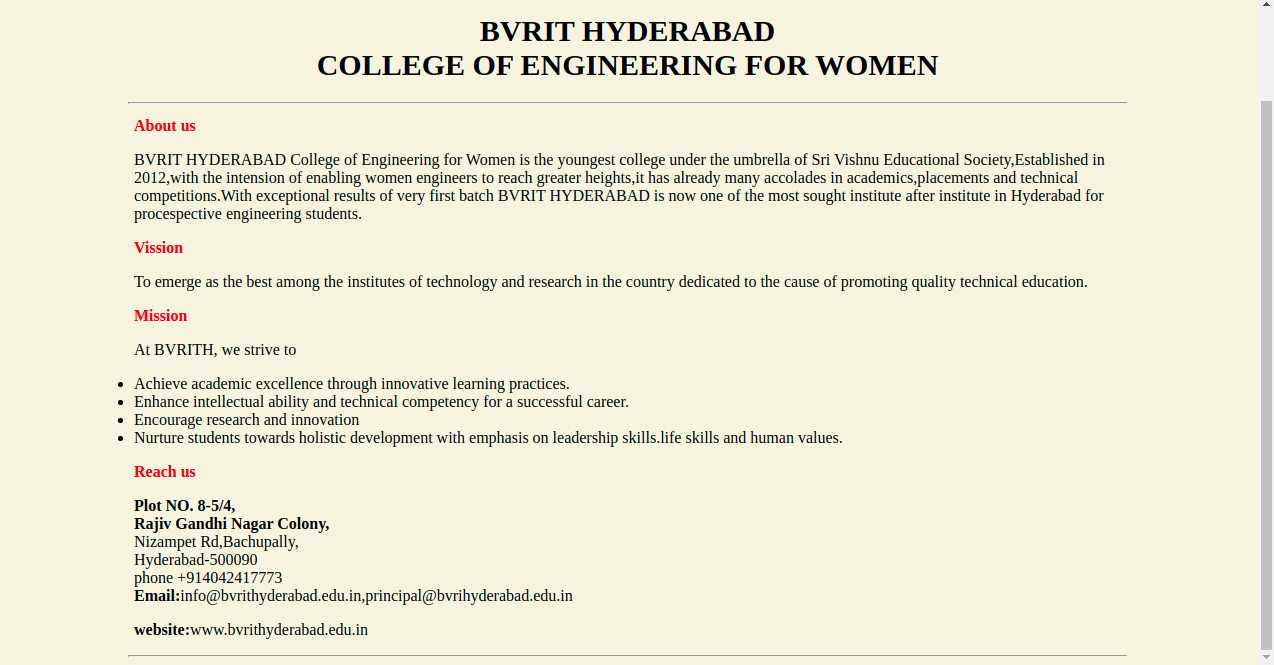 BVRIT HYDERABAD
COLLEGE OF ENGINEERING FOR WOMEN
About us
BVRIT HYDERABAD College of Engineering for Women is the youngest college under the umbrella of Sri Vishnu Educational Society,Established in
2012,with the intension of enabling women engineers to reach greater heights,it has already many accolades in academics,placements and technical
competitions.With exceptional results of very first batch BVRIT HYDERABAD is now one of the most sought institute after institute in Hyderabad for
procespective engineering students.
Vission
To emerge as the best among the institutes of technology and research in the country dedicated to the cause of promoting quality technical education.
Mission
At BVRITH, we strive to
• Achieve academic excellence through innovative learning practices.
• Enhance intellectual ability and technical competency for a successful career.
• Encourage research and innovation
• Nurture students towards holistic development with emphasis on leadership skills.life skills and human values.
Reach us
Plot NO. 8-5/4,
Rajiv Gandhi Nagar Colony,
Nizampet Rd,Bachupally,
Hyderabad-500090
phone +914042417773
Email:info@bvrithyderabad.edu.in,principal@bvrihyderabad.edu.in
website:www.bvrithyderabad.edu.in